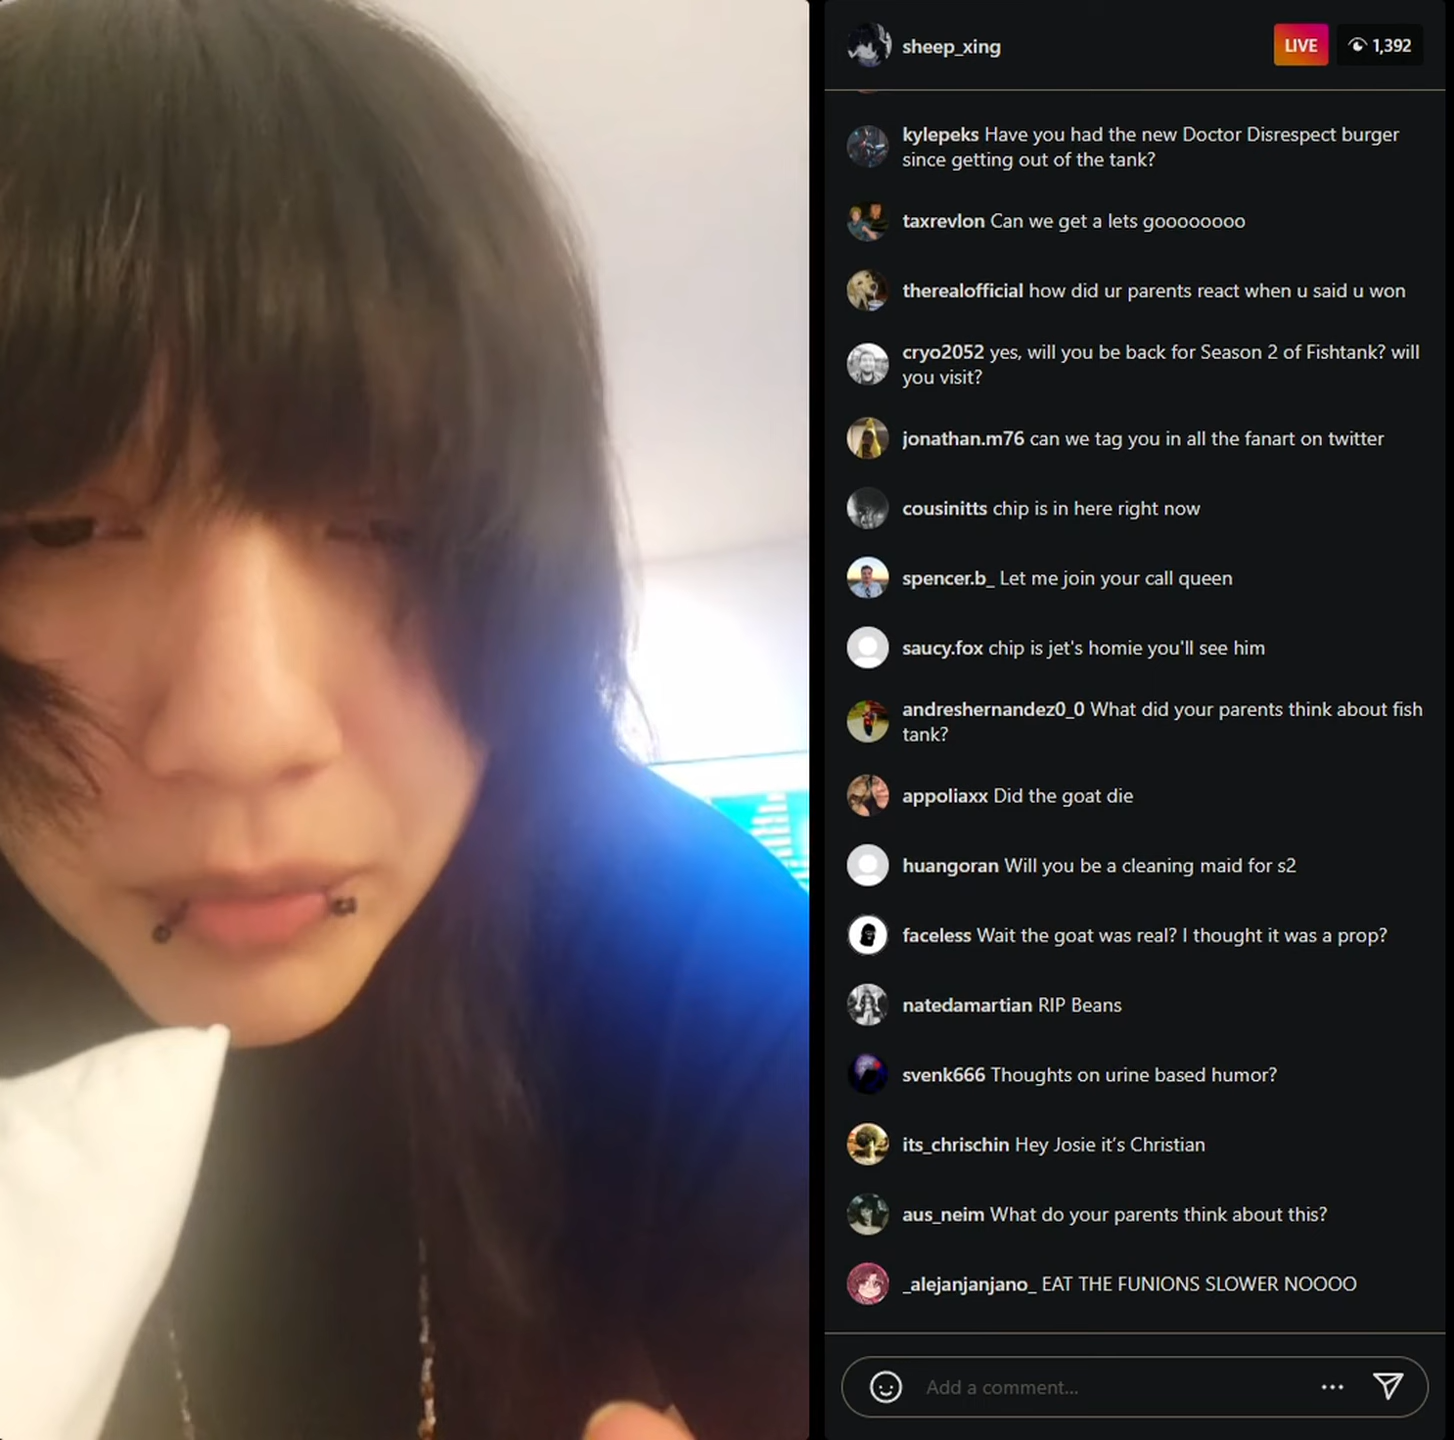 sheep_xing
LIVE
1,392
kylepeks Have you had the new Doctor Disrespect burger
since getting out of the tank?
taxrevlon Can we get a lets goooooooo
therealofficial how did ur parents react when u said u won
cryo2052 yes, will you be back for Season 2 of Fishtank? will
you visit?
jonathan.m76 can we tag you in all the fanart on twitter
cousinitts chip is in here right now
spencer.b_ Let me join your call queen
saucy.fox chip is jet's homie you'll see him
andreshernandez0_0 What did your parents think about fish
tank?
appoliaxx Did the goat die
huangoran Will you be a cleaning maid for s2
faceless Wait the goat was real? I thought it was a prop?
natedamartian RIP Beans
svenk666 Thoughts on urine based humor?
its_chrischin Hey Josie it’s Christian
aus_neim What do your parents think about this?
_alejanjanjano_ EAT THE FUNIONS SLOWER NOOOO
Add a comment...